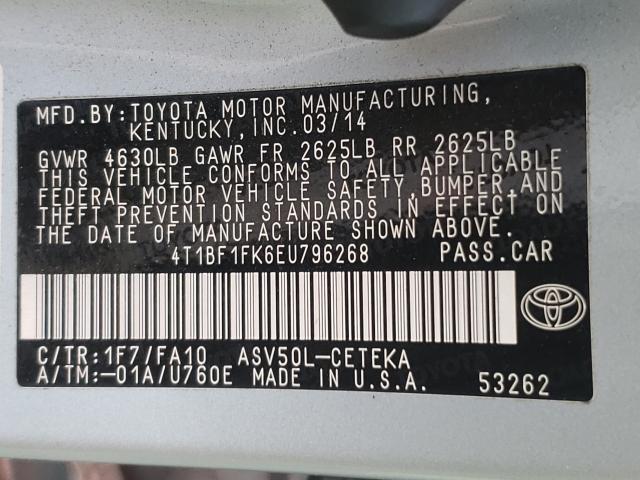 MFD.BY:TOYOTA MOTOR MANUFACTURING,
KENTUCKY,INC.03/14
GVWR 4630LB GAWR FR 2625LB RR 2625LB
THIS VEHICLE CONFORMS TO ALL APPLICABLE
FEDERAL MOTOR VEHICLE SAFETY,BUMPER,AND
THEFT PREVENTION STANDARDS IN EFFECT ON
THE DATE OF MANUFACTURE SHOWN ABOVE.
4T1BF1FK6EU796268 PASS.CAR
C/TR:1F7/FA10 ASV50L-CETEKA
A/TM:-01A/U760E MADE IN U.S.A. 53262